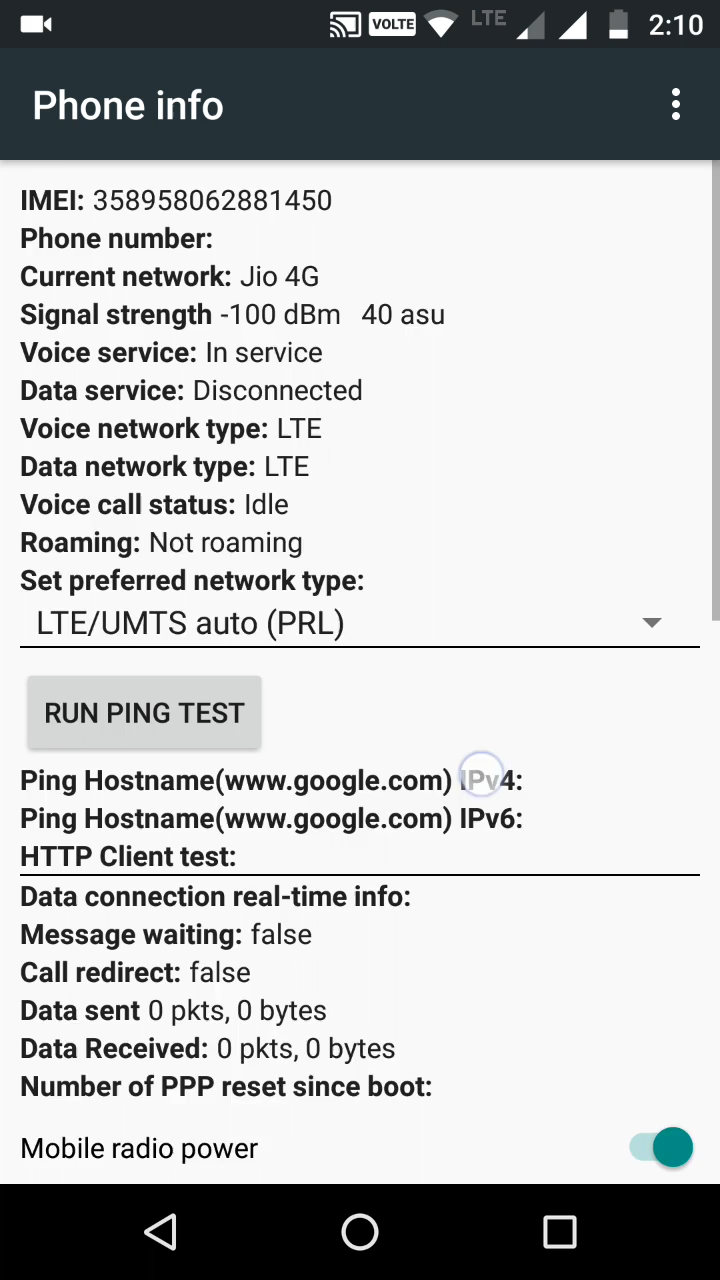 VOLTE LTE 2:10
Phone info
IMEI: 358958062881450
Phone number:
Current network: Jio 4G
Signal strength -100 dBm 40 asu
Voice service: In service
Data service: Disconnected
Voice network type: LTE
Data network type: LTE
Voice call status: Idle
Roaming: Not roaming
Set preferred network type:
LTE/UMTS auto (PRL)
RUN PING TEST
Ping Hostname(www.google.com) IPv4:
Ping Hostname(www.google.com) IPv6:
HTTP Client test:
Data connection real-time info:
Message waiting: false
Call redirect: false
Data sent 0 pkts, 0 bytes
Data Received: 0 pkts, 0 bytes
Number of PPP reset since boot:
Mobile radio power